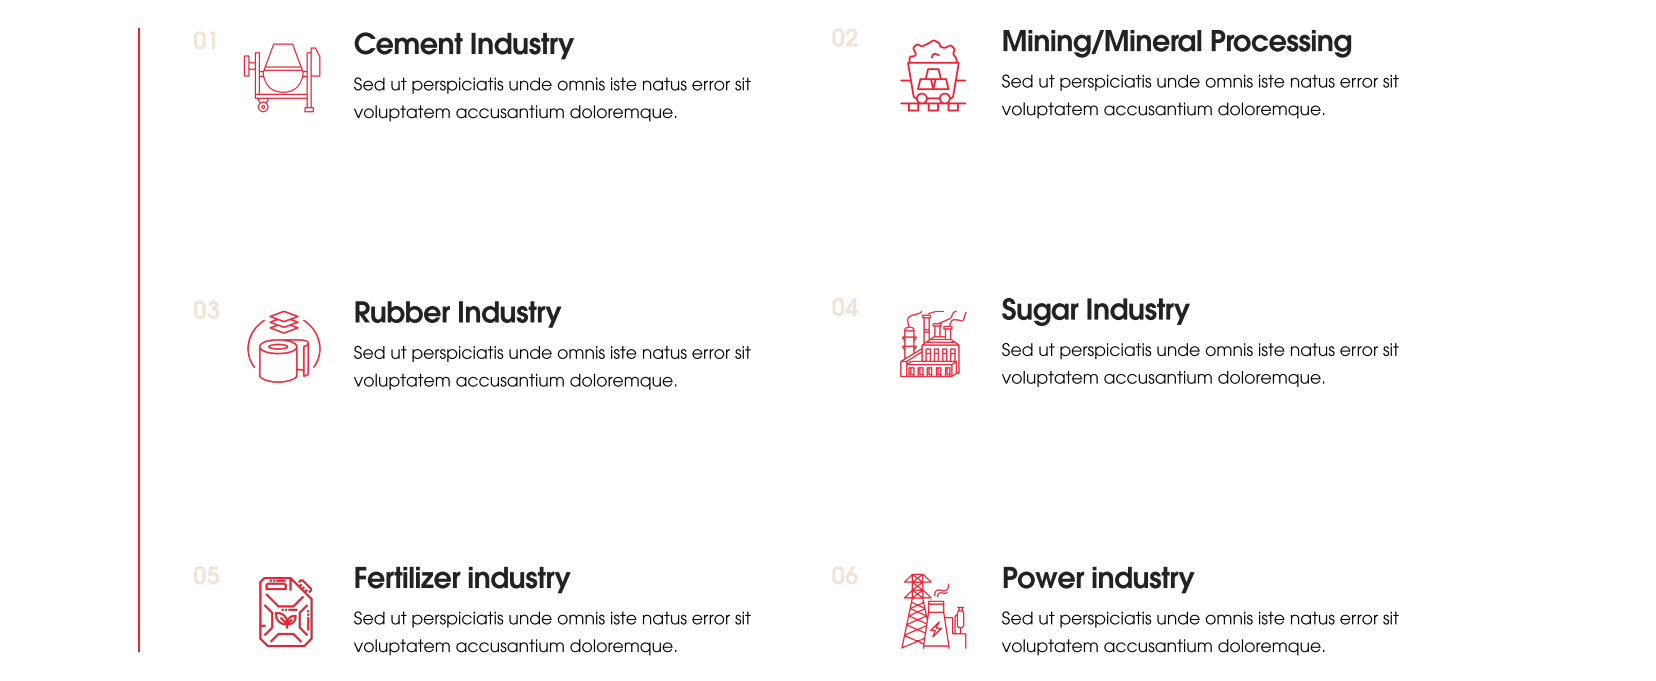 01
Cement Industry
Sed ut perspiciatis unde omnis iste natus error sit
voluptatem accusantium doloremque.
02
Mining/Mineral Processing
Sed ut perspiciatis unde omnis iste natus error sit
voluptatem accusantium doloremque.
03
Rubber Industry
Sed ut perspiciatis unde omnis iste natus error sit
voluptatem accusantium doloremque.
04
Sugar Industry
Sed ut perspiciatis unde omnis iste natus error sit
voluptatem accusantium doloremque.
05
Fertilizer industry
Sed ut perspiciatis unde omnis iste natus error sit
voluptatem accusantium doloremque.
06
Power industry
Sed ut perspiciatis unde omnis iste natus error sit
voluptatem accusantium doloremque.